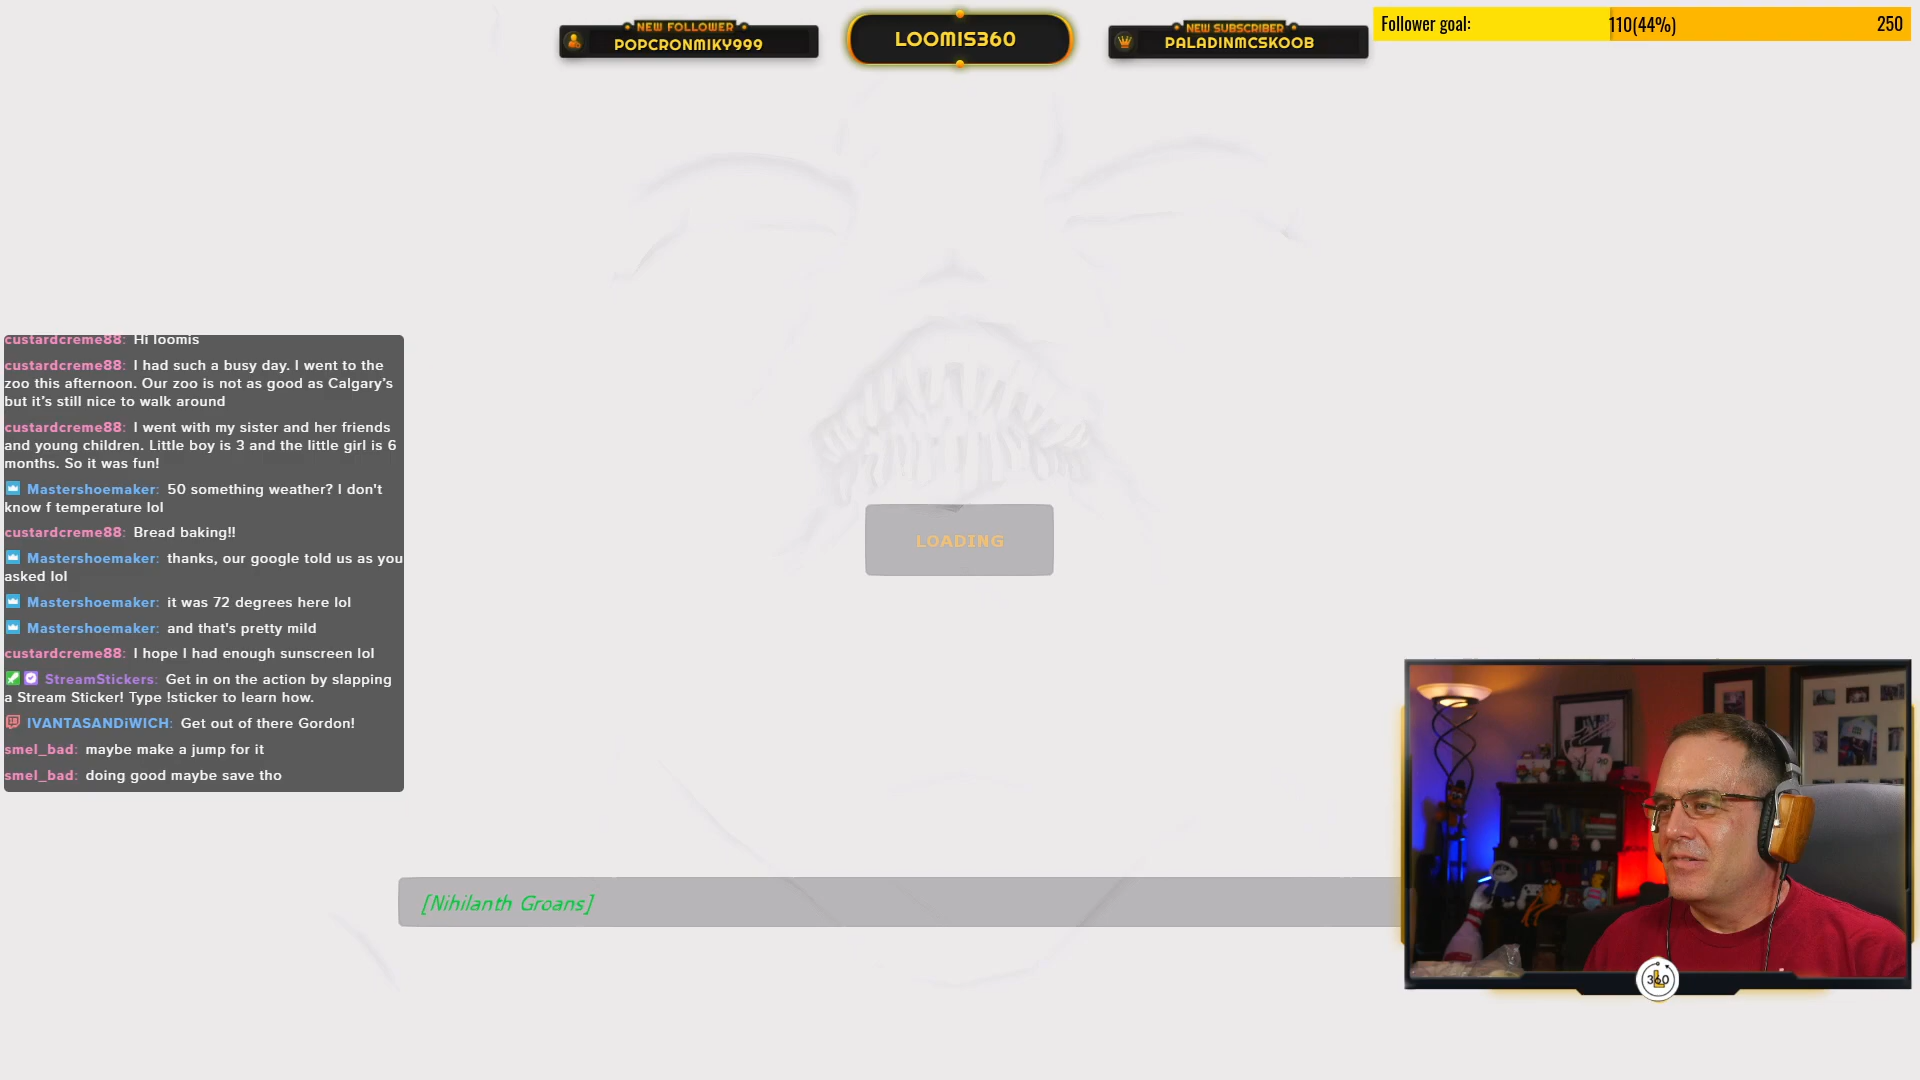 NEW FOLLOWER
POPCRONMIKY999
LOOMIS360
NEW SUBSCRIBER
PALADINMCSKOOB
Follower goal: 110(44%) 250
custardcreme88: Hi loomis
custardcreme88: I had such a busy day. I went to the
zoo this afternoon. Our zoo is not as good as Calgary's
but it's still nice to walk around
custardcreme88: I went with my sister and her friends
and young children. Little boy is 3 and the little girl is 6
months. So it was fun!
Mastershoemaker: 50 something weather? I don't
know f temperature lol
custardcreme88: Bread baking!!
Mastershoemaker: thanks, our google told us as you
asked lol
Mastershoemaker: it was 72 degrees here lol
Mastershoemaker: and that's pretty mild
custardcreme88: I hope I had enough sunscreen lol
StreamStickers: Get in on the action by slapping
a Stream Sticker! Type !sticker to learn how.
IVANTASANDiWICH: Get out of there Gordon!
smel_bad: maybe make a jump for it
smel_bad: doing good maybe save tho
LOADING
[Nihilanth Groans]
360